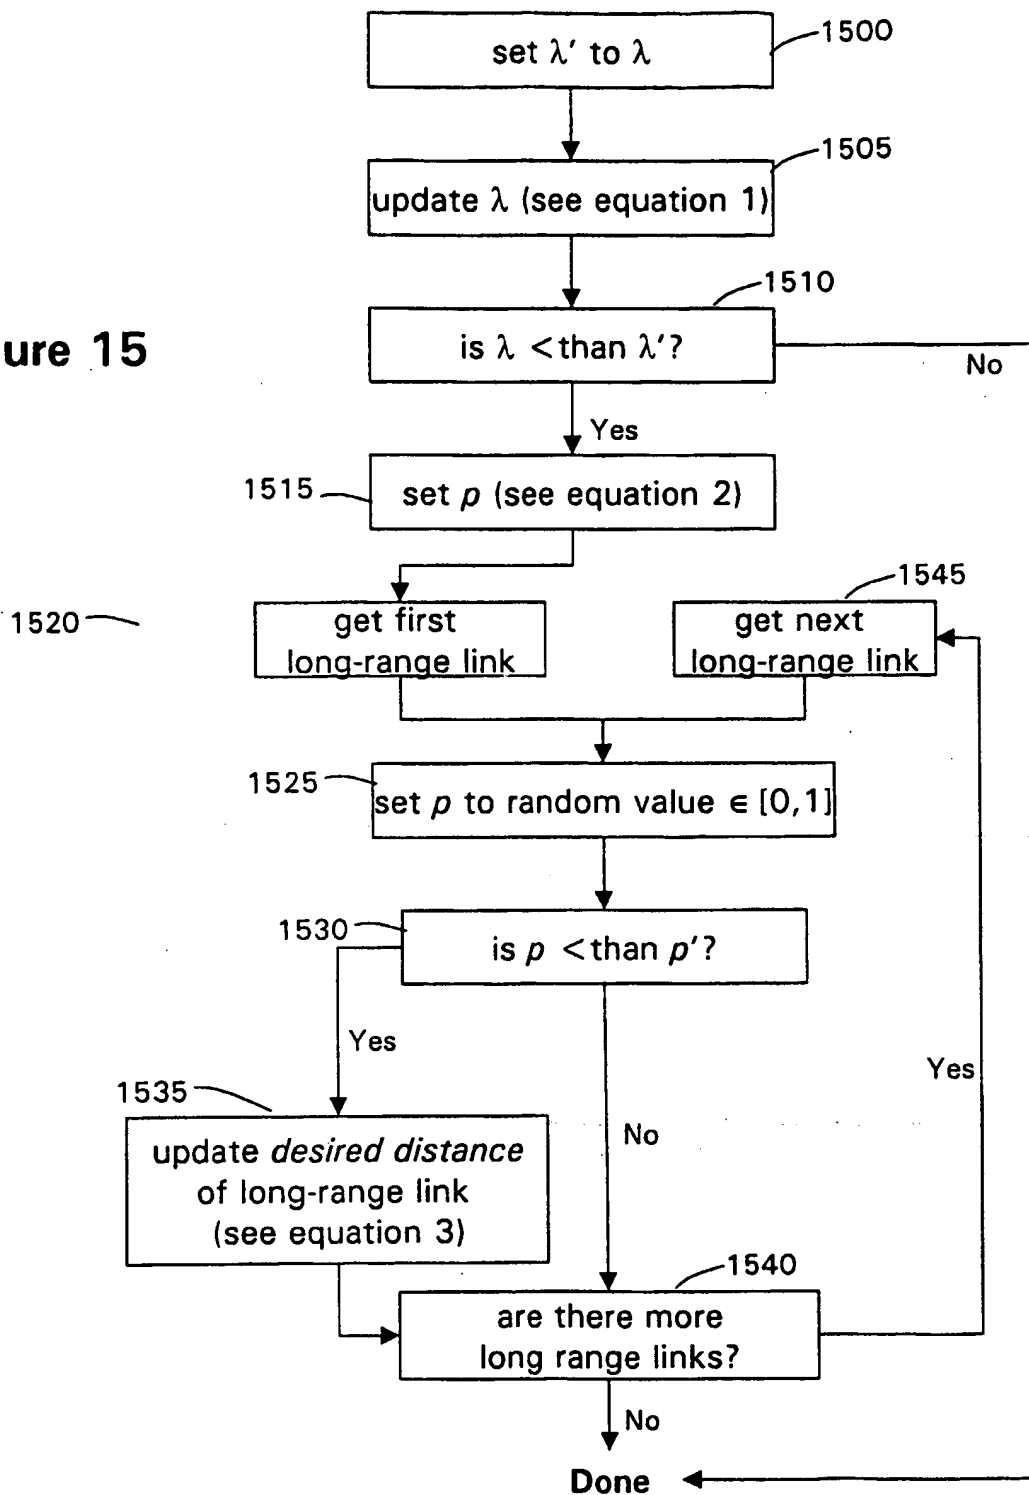 1500
set λ′ to λ
1505
update λ (see equation 1)
1510
is λ <than λ′?
ure 15
No
Yes
1515
set p (see equation 2)
1545
1520
get first
long-range link
get next
long-range link
1525
set p to random value ∈ [0,1]
1530
is p <than p′?
Yes
Yes
1535
No
update desired distance
of long-range link
(see equation 3)
1540
are there more
long range links?
No
Done